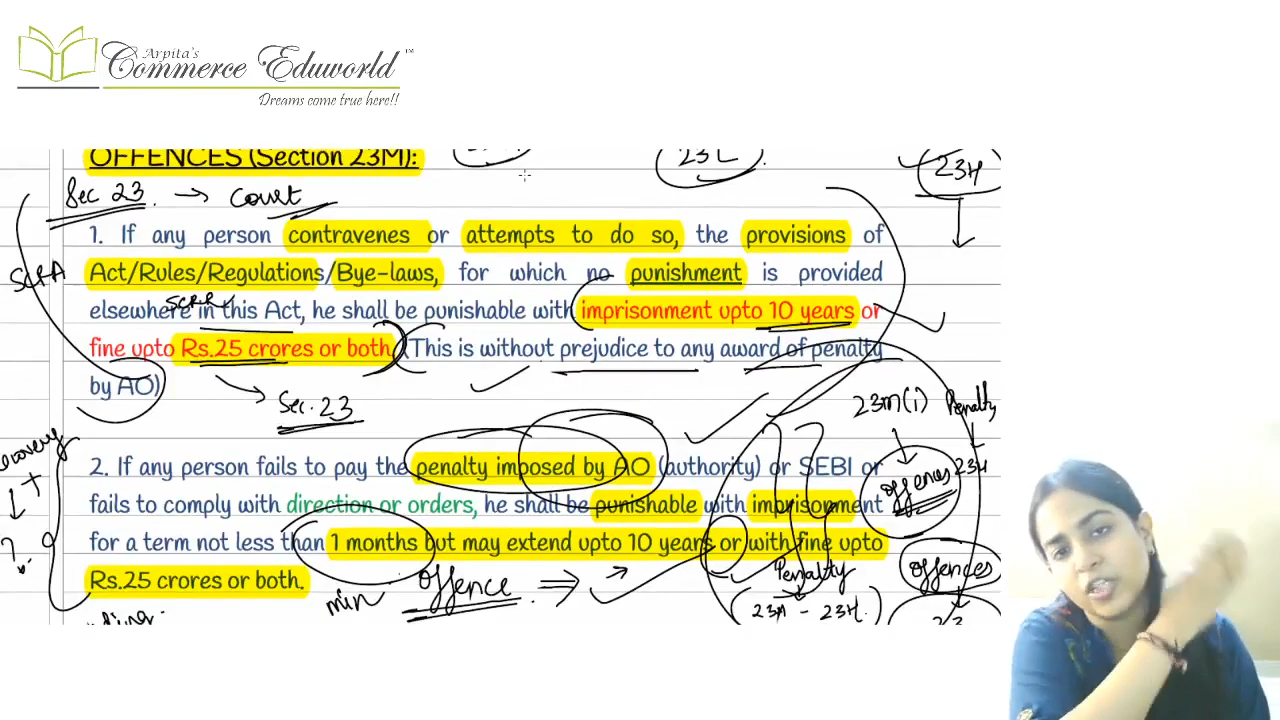 Arpita's
Commerce Eduworld™
Dreams come true here!!
OFFENCES (Section 23M):
23L
23H
Sec 23 → Court
1. If any person contravenes or attempts to do so, the provisions of
SCRA
Act/Rules/Regulations/Bye-laws, for which no punishment is provided
SCRR
elsewhere in this Act, he shall be punishable with imprisonment upto 10 years or
fine upto Rs.25 crores or both (This is without prejudice to any award of penalty
by AO)
Sec. 23
23M(i) Penalty
2. If any person fails to pay the penalty imposed by AO (authority) or SEBI or
offences 23H
fails to comply with direction or orders, he shall be punishable with imprisonment
for a term not less than 1 months but may extend upto 10 years or with fine upto
Rs.25 crores or both.
min offence ⇒ Penalty offences
(23A - 23H)